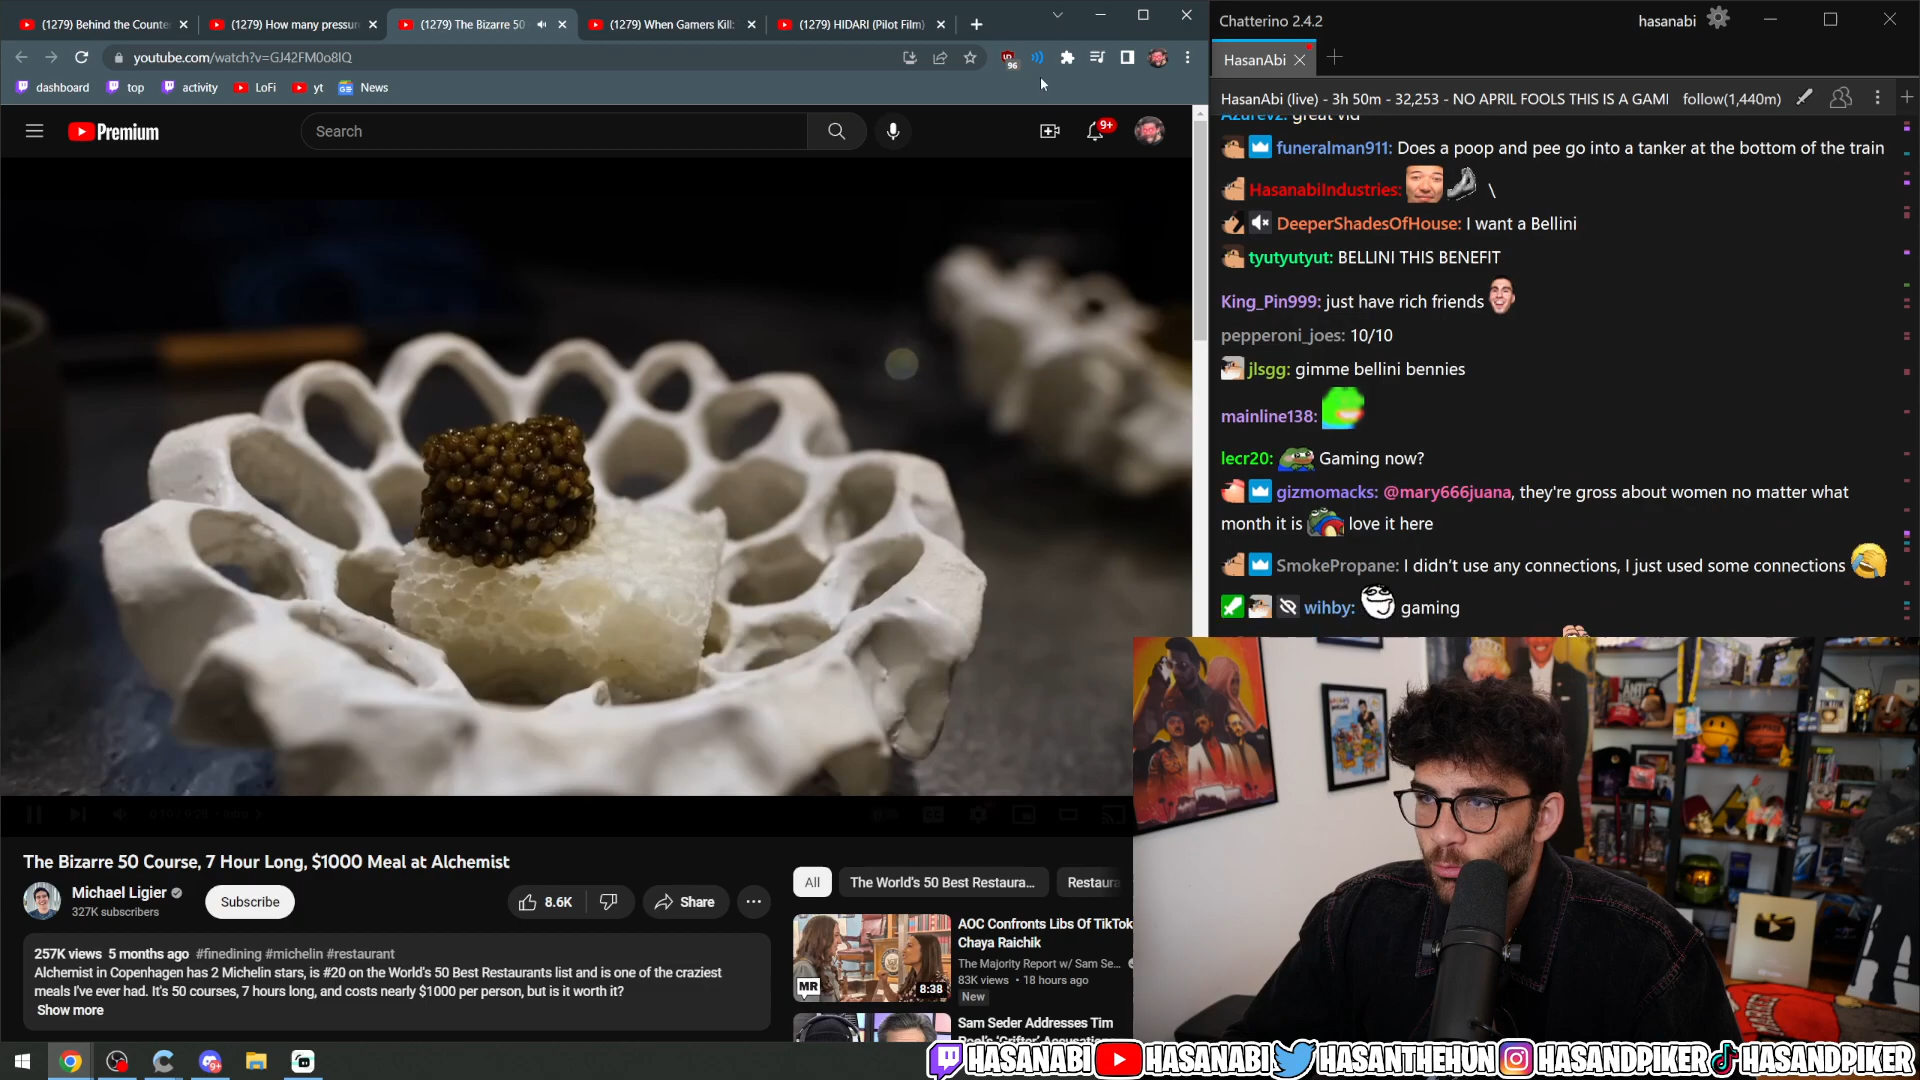 (1279) Behind the Counte
(1279) How many pressur
(1279) The Bizarre 50
(1279) When Gamers Kill:
(1279) HIDARI (Pilot Film)
youtube.com/watch?v=GJ42FM0o8lQ
96
dashboard
top
activity
LoFi
yt
News
Premium
Search
9+
The Bizarre 50 Course, 7 Hour Long, $1000 Meal at Alchemist
Michael Ligier
327K subscribers
Subscribe
8.6K
Share
257K views 5 months ago #finedining #michelin #restaurant
Alchemist in Copenhagen has 2 Michelin stars, is #20 on the World's 50 Best Restaurants list and is one of the craziest
meals I've ever had. It's 50 courses, 7 hours long, and costs nearly $1000 per person, but is it worth it?
Show more
All
The World's 50 Best Restaura...
Restaura
AOC Confronts Libs Of TikTok
Chaya Raichik
The Majority Report w/ Sam Se...
83K views • 18 hours ago
New
MR
8:38
Sam Seder Addresses Tim
Chatterino 2.4.2
hasanabi
HasanAbi
HasanAbi (live) - 3h 50m - 32,253 - NO APRIL FOOLS THIS IS A GAMI
follow(1,440m)
Azurevz: great vid
funeralman911: Does a poop and pee go into a tanker at the bottom of the train
HasanabiIndustries: \
DeeperShadesOfHouse: I want a Bellini
tyutyutyut: BELLINI THIS BENEFIT
King_Pin999: just have rich friends
pepperoni_joes: 10/10
jlsgg: gimme bellini bennies
mainline138:
lecr20: Gaming now?
gizmomacks: @mary666juana, they're gross about women no matter what
month it is love it here
SmokePropane: I didn't use any connections, I just used some connections
wihby: gaming
HASANABI
HASANABI
HASANTHEHUN
HASANDPIKER
HASANDPIKER